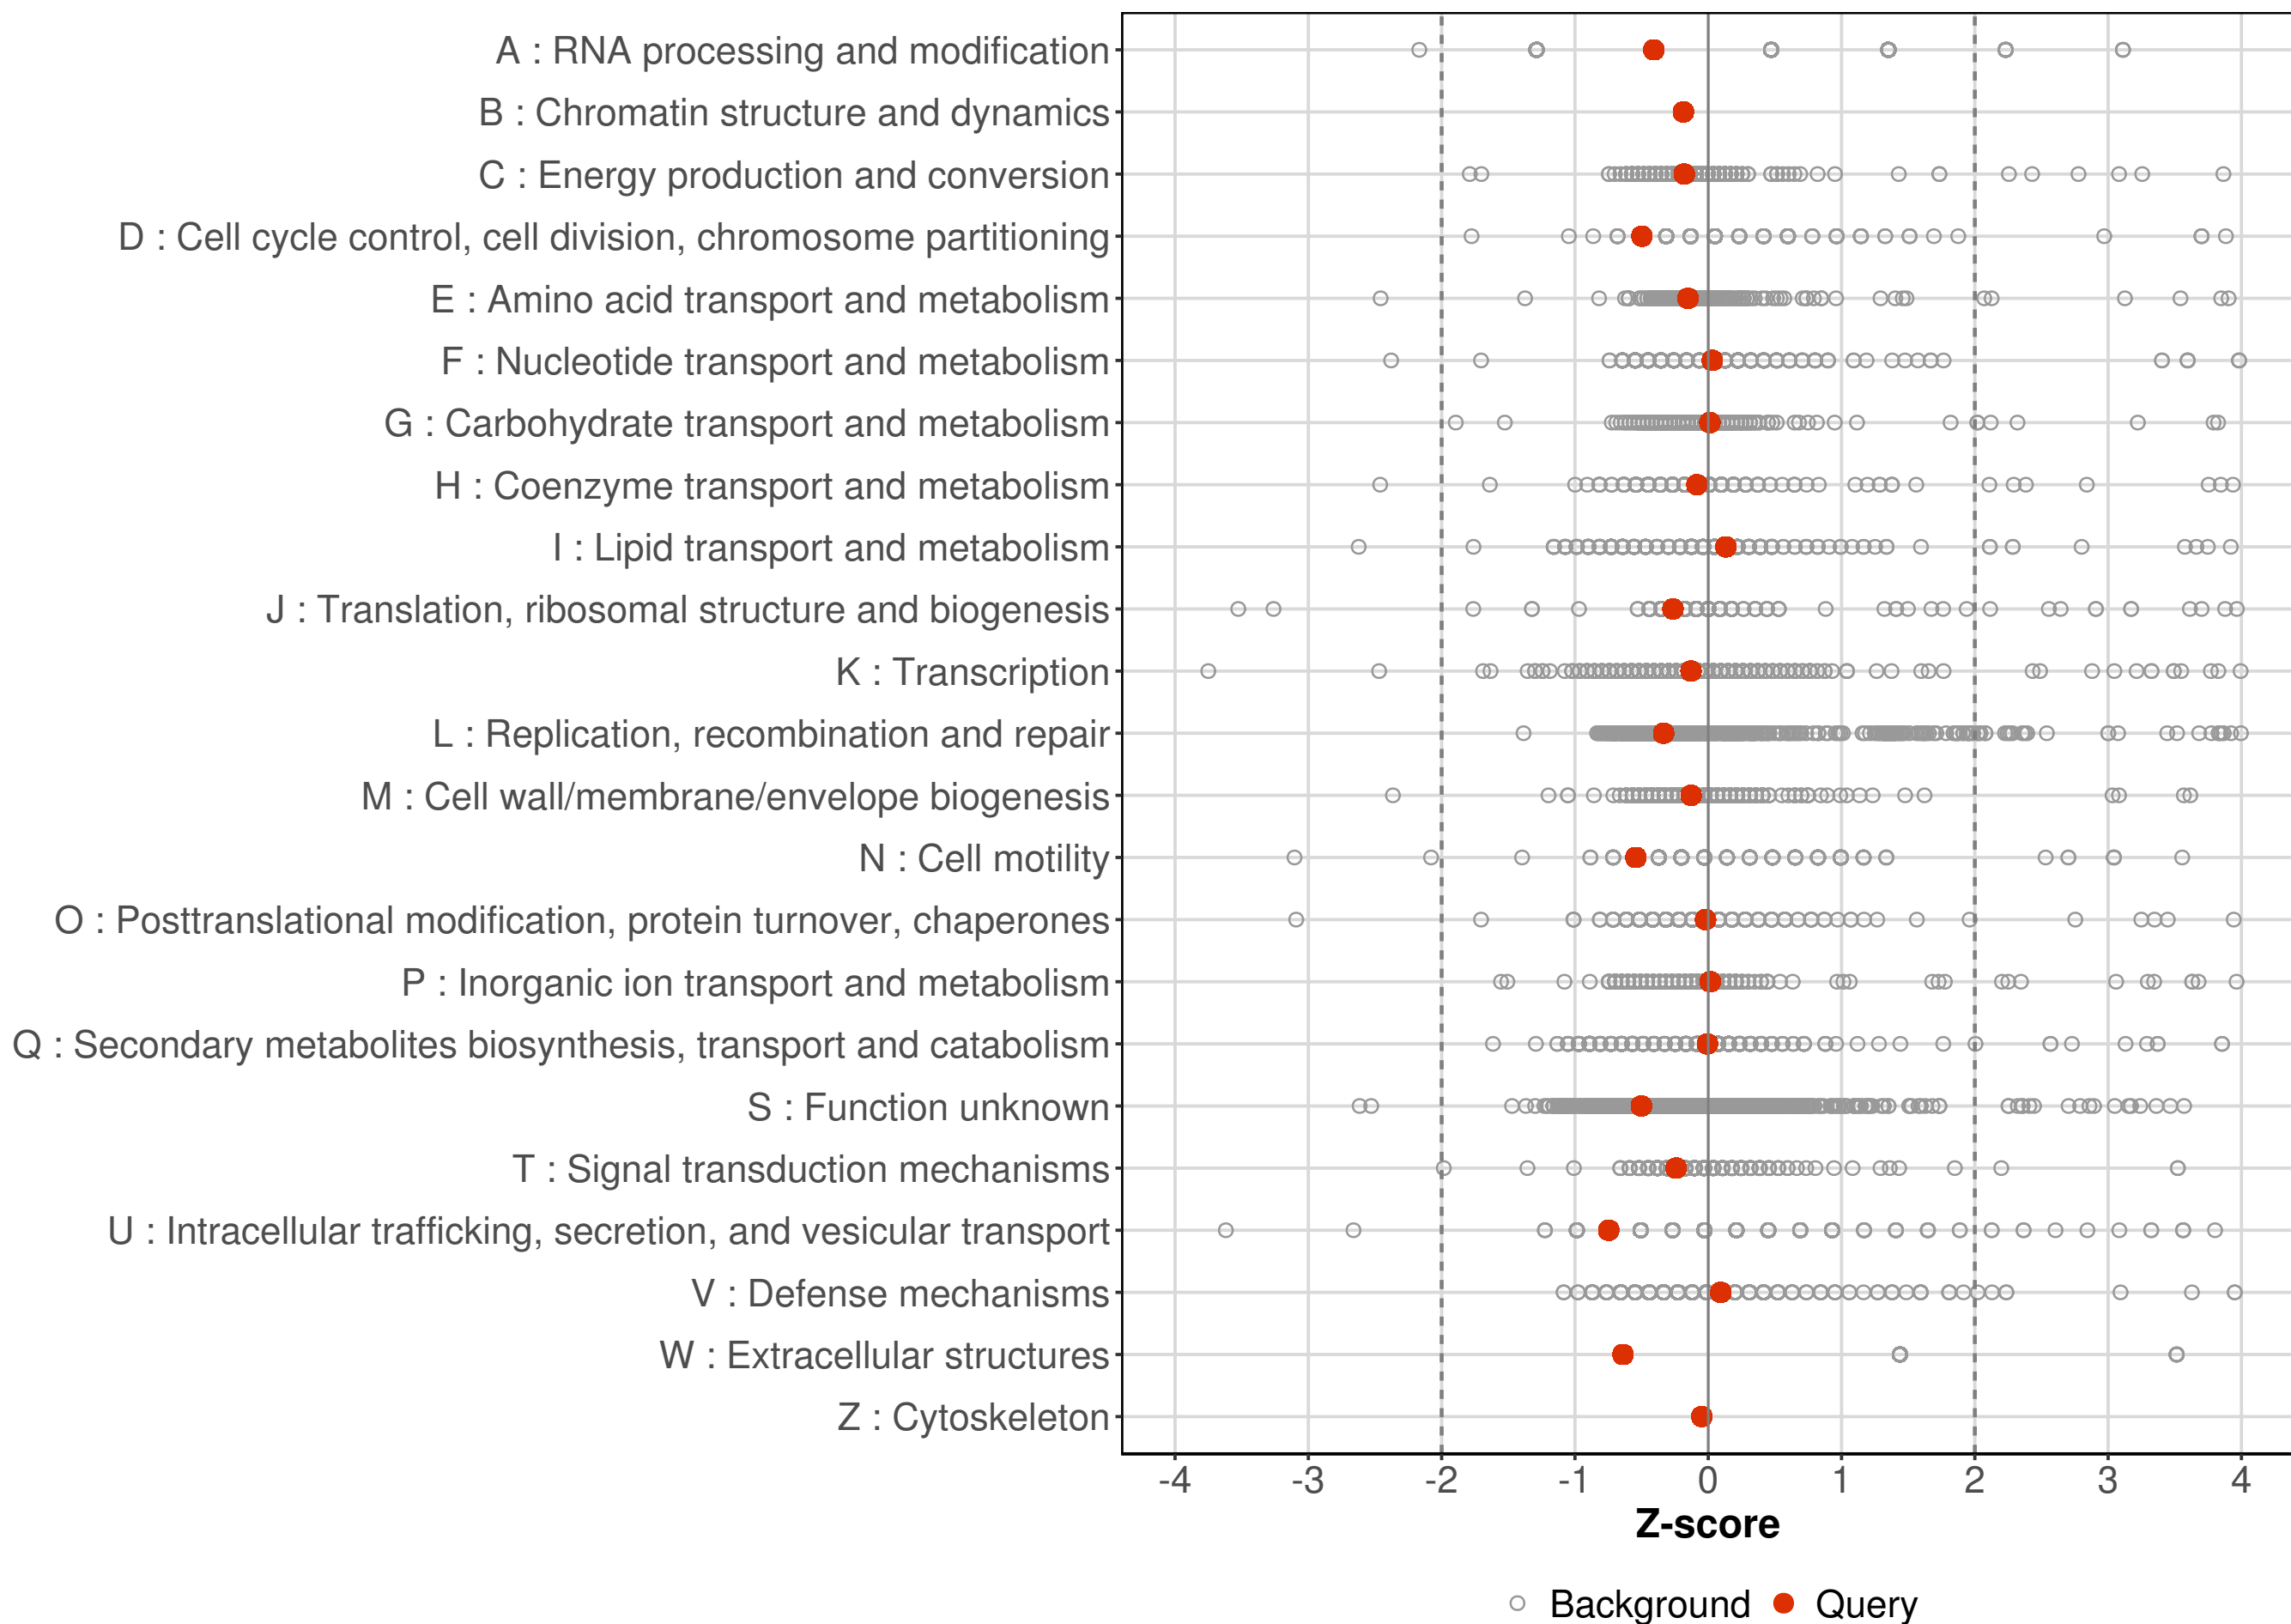 A : RNA processing and modification
B : Chromatin structure and dynamics
C : Energy production and conversion
D : Cell cycle control, cell division, chromosome partitioning
E : Amino acid transport and metabolism
F : Nucleotide transport and metabolism
G : Carbohydrate transport and metabolism
H : Coenzyme transport and metabolism
I : Lipid transport and metabolism
J : Translation, ribosomal structure and biogenesis
K : Transcription
L : Replication, recombination and repair
M : Cell wall/membrane/envelope biogenesis
N : Cell motility
O : Posttranslational modification, protein turnover, chaperones
P : Inorganic ion transport and metabolism
Q : Secondary metabolites biosynthesis, transport and catabolism
S : Function unknown
T : Signal transduction mechanisms
U : Intracellular trafficking, secretion, and vesicular transport
V : Defense mechanisms
W : Extracellular structures
Z : Cytoskeleton
-4 -3 -2 -1 0 1 2 3 4
Z-score
Background Query